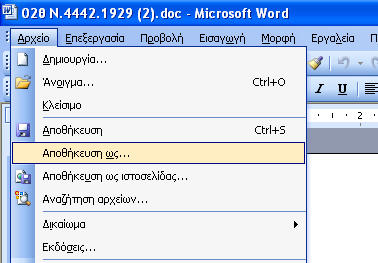 020 Ν.4442.1929 (2).doc - Microsoft Word
Αρχείο Επεξεργασία Προβολή Εισαγωγή Μορφή Εργαλεία
Δημιουργία...
Άνοιγμα... Ctrl+O
Κλείσιμο
Αποθήκευση Ctrl+S
Αποθήκευση ως...
Αποθήκευση ως ιστοσελίδας...
Αναζήτηση αρχείων...
Δικαίωμα
Εκδόσεις...
I U
2